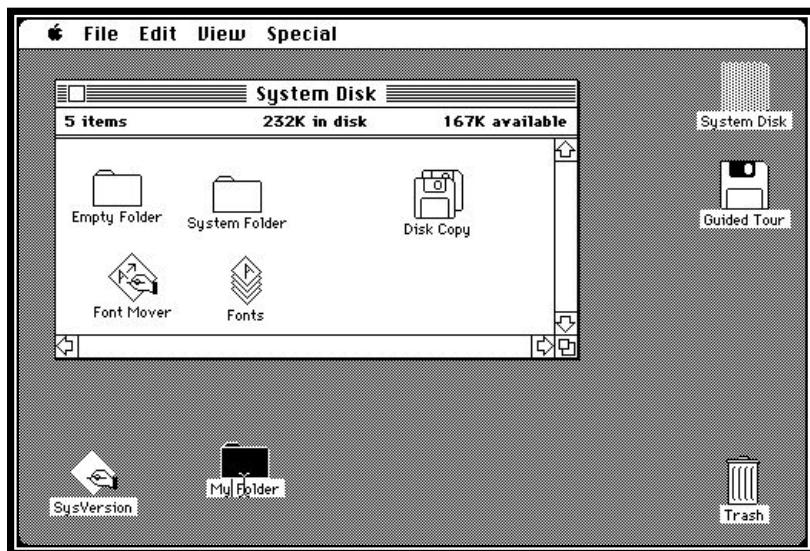 File Edit View Special
System Disk
5 items 232K in disk 167K available
Empty Folder System Folder Disk Copy
Font Mover Fonts
System Disk
Guided Tour
SysVersion My Folder Trash